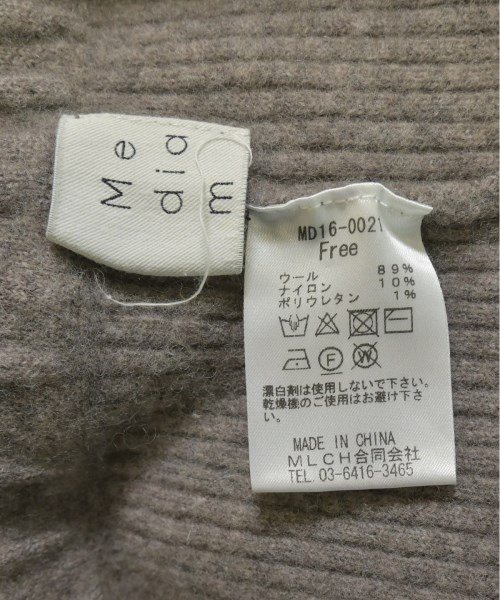 Me
dia
m
MD16-0021
Free
ウール 89%
ナイロン 10%
ポリウレタン 1%
漂白剤は使用しないで下さい。
乾燥機のご使用はお避け下さい。
MADE IN CHINA
MLCH合同会社
TEL. 03-6416-3465